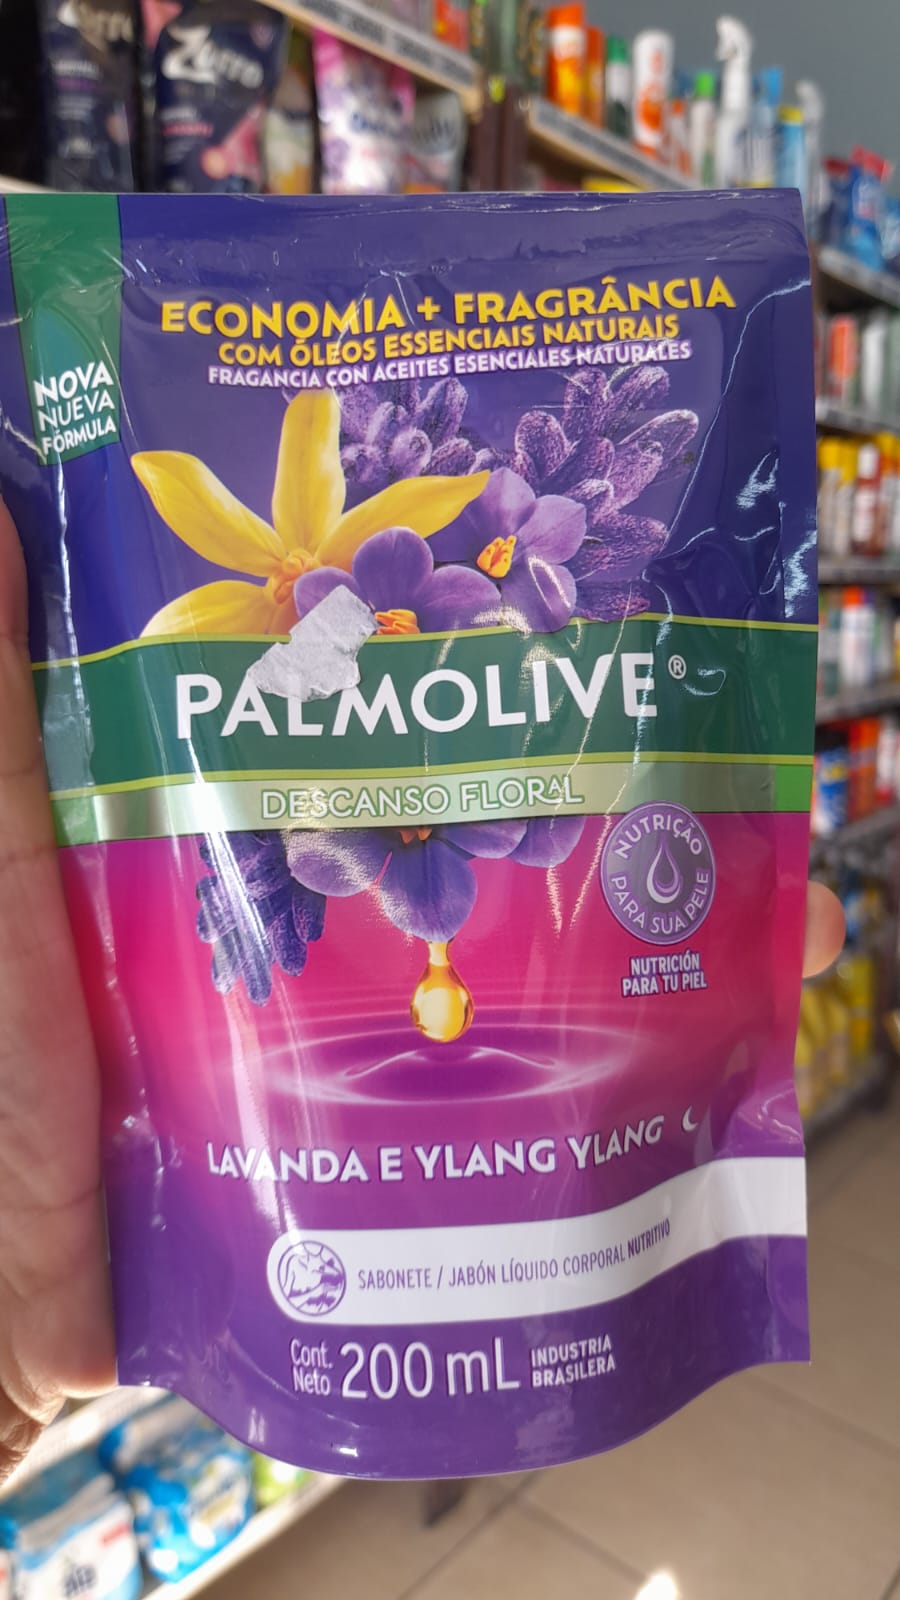 Zorro
ECONOMIA + FRAGRÂNCIA
COM ÓLEOS ESSENCIAIS NATURAIS
FRAGANCIA CON ACEITES ESENCIALES NATURALES
NOVA
NUEVA
FÓRMULA
PALMOLIVE®
DESCANSO FLORAL
NUTRIÇÃO
PARA SUA PELE
NUTRICIÓN
PARA TU PIEL
LAVANDA E YLANG YLANG
SABONETE / JABÓN LÍQUIDO CORPORAL NUTRITIVO
Cont.
Neto 200 mL INDUSTRIA
BRASILERA